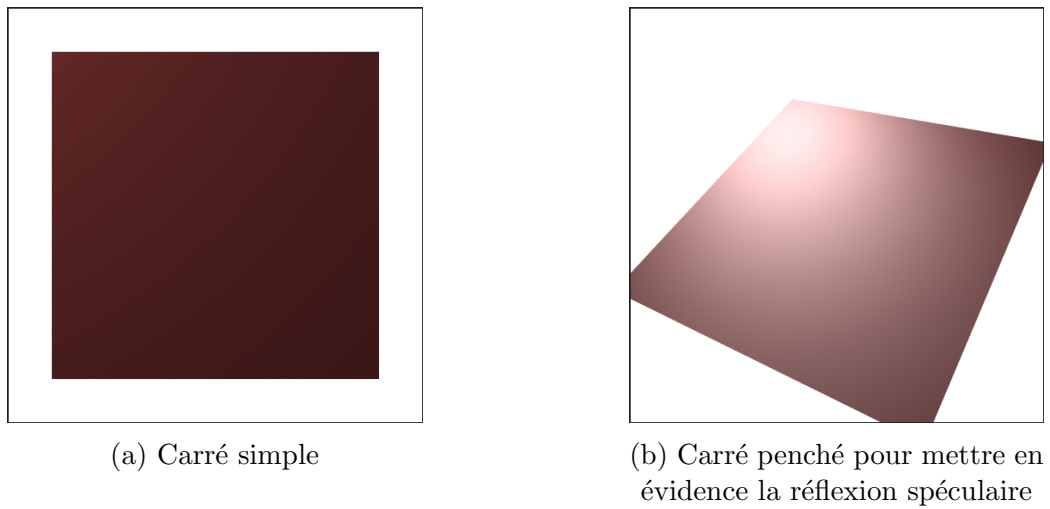 (a) Carré simple
(b) Carré penché pour mettre en
évidence la réflexion spéculaire